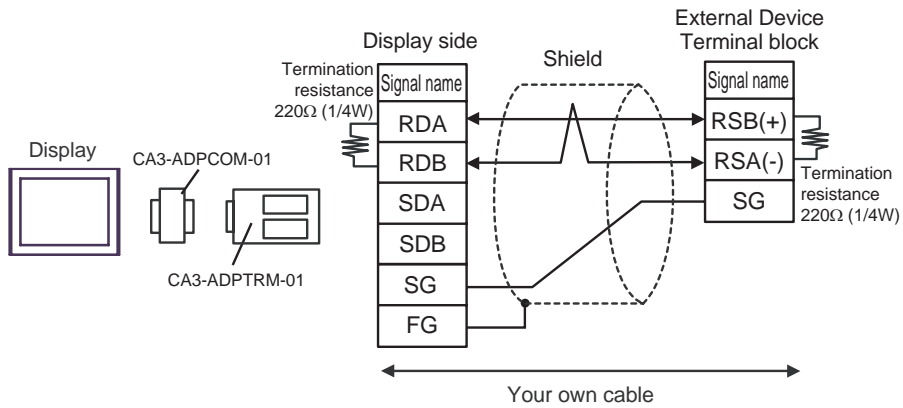 External Device
Terminal block
Display side
Shield
Termination
resistance
220Ω (1/4W)
Signal name
RDA
RDB
SDA
SDB
SG
FG
Signal name
RSB(+)
RSA(-)
SG
Termination
resistance
220Ω (1/4W)
Display
CA3-ADPCOM-01
CA3-ADPTRM-01
Your own cable